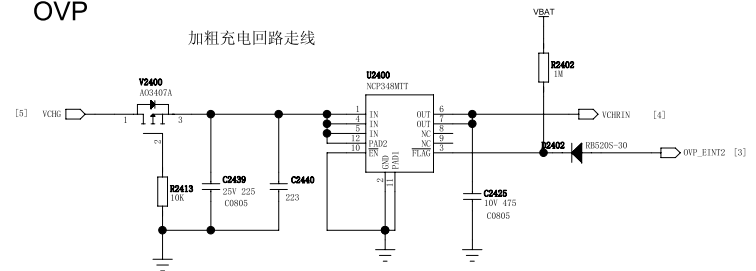 OVP
加粗充电回路走线
VBAT
U2400
NCP348MTT
R2402
1M
V2400
AO3407A
[5] VCHG
1 3
2
1 IN OUT 6
4 IN OUT 7
5 IN NC 8
12 PAD2 NC 9
10 EN FLAG 3
GND PAD1
2 11
VCHRIN [4]
D2402 RB520S-30
OVP_EINT2 [3]
R2413
10K
C2439
25V 225
C0805
C2440
223
C2425
10V 475
C0805